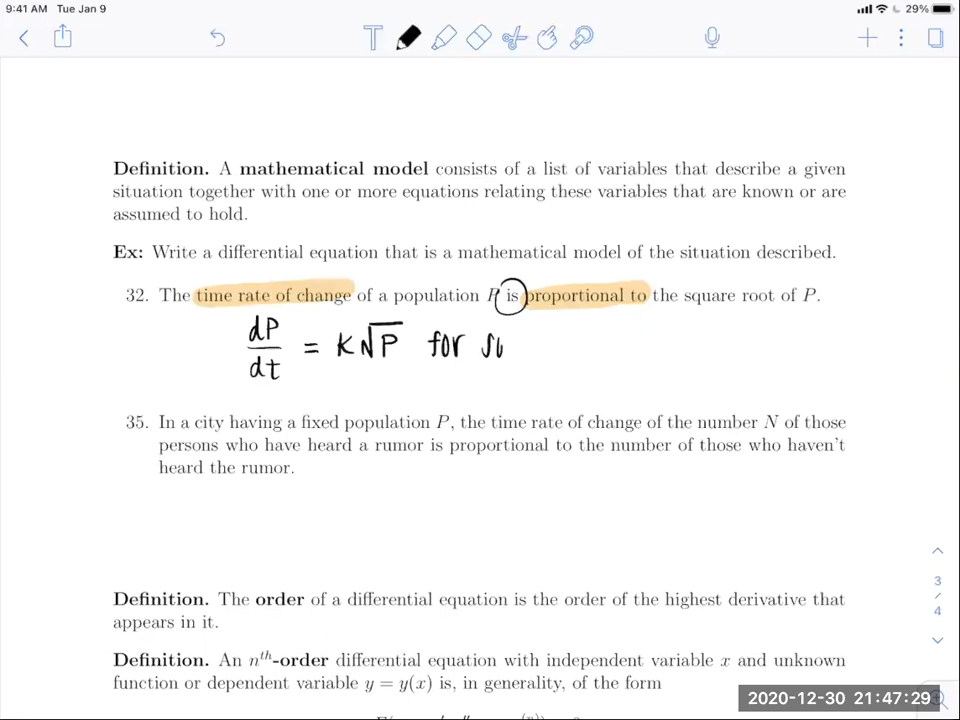 9:41 AM Tue Jan 9 29%
Definition. A mathematical model consists of a list of variables that describe a given
situation together with one or more equations relating these variables that are known or are
assumed to hold.
Ex: Write a differential equation that is a mathematical model of the situation described.
32. The time rate of change of a population P is proportional to the square root of P.
dP/dt = K√P for so
35. In a city having a fixed population P, the time rate of change of the number N of those
persons who have heard a rumor is proportional to the number of those who haven't
heard the rumor.
3
/
4
Definition. The order of a differential equation is the order of the highest derivative that
appears in it.
Definition. An nth-order differential equation with independent variable x and unknown
function or dependent variable y = y(x) is, in generality, of the form
2020-12-30 21:47:29